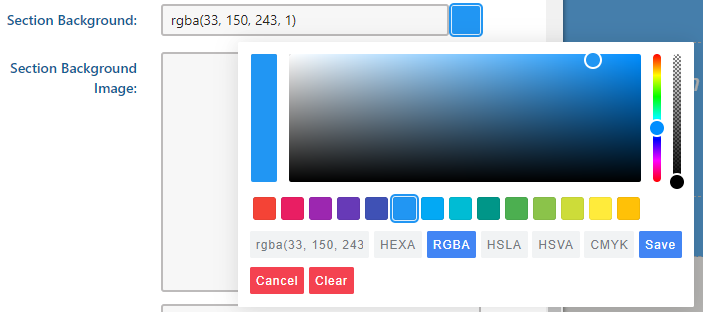 Section Background:
rgba(33, 150, 243, 1)
Section Background
Image:
rgba(33, 150, 243
HEXA
RGBA
HSLA
HSVA
CMYK
Save
Cancel
Clear